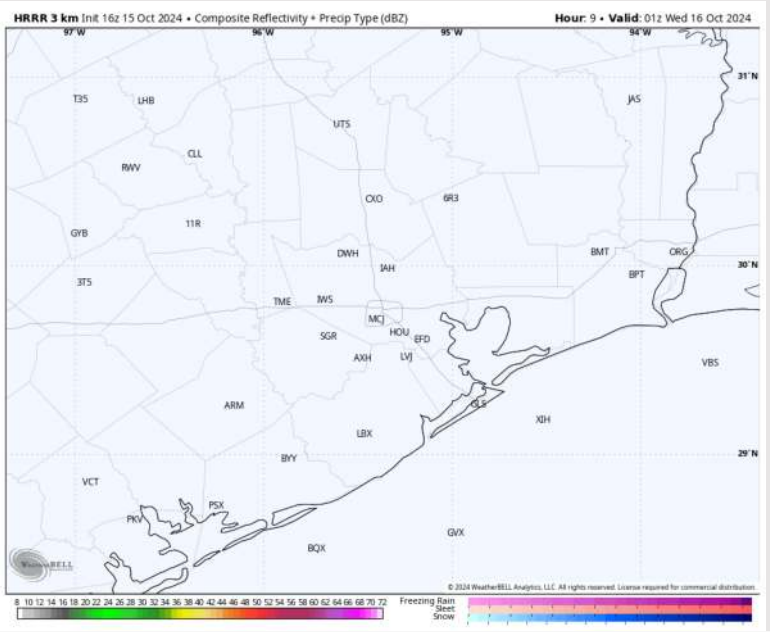 HRRR 3 km Init 16z 15 Oct 2024 • Composite Reflectivity + Precip Type (dBZ) Hour: 9 • Valid: 01z Wed 16 Oct 2024
97°W 96°W 95°W 94°W
31°N
T35 LHB JAS
UTS
CLL
RWV
CXO 6R3
11R
GYB
DWH BMT ORG
30°N
IAH
BPT
3T5
TME IWS
MCJ
SGR HOU EFD
AXH LVJ VBS
ARM GLS
XIH
LBX
29°N
BYY
VCT
PSX
PKV
GVX
BQX
WeatherBELL
© 2024 WeatherBELL Analytics, LLC. All rights reserved. License required for commercial distribution.
8 10 12 14 16 18 20 22 24 26 28 30 32 34 36 38 40 42 44 46 48 50 52 54 56 58 60 62 64 66 68 70 72
Freezing Rain
Sleet
Snow